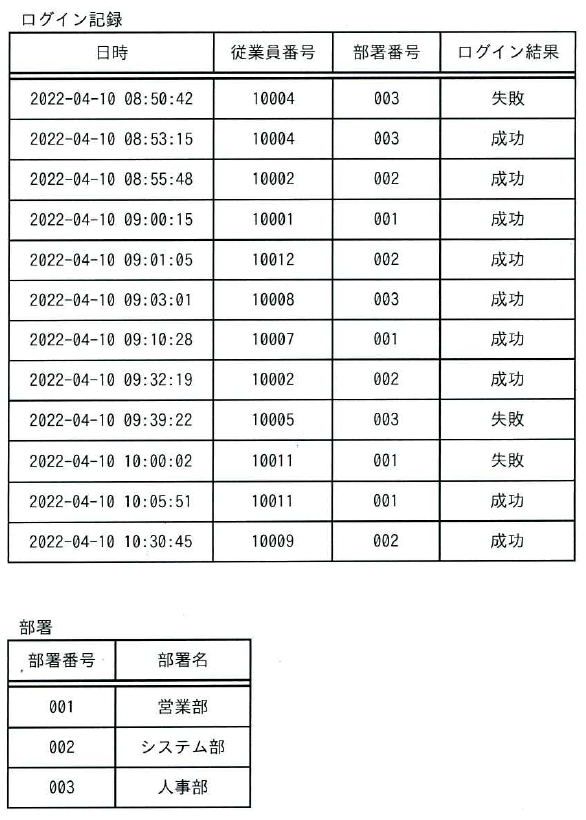 ログイン記録
日時 従業員番号 部署番号 ログイン結果
2022-04-10 08:50:42 10004 003 失敗
2022-04-10 08:53:15 10004 003 成功
2022-04-10 08:55:48 10002 002 成功
2022-04-10 09:00:15 10001 001 成功
2022-04-10 09:01:05 10012 002 成功
2022-04-10 09:03:01 10008 003 成功
2022-04-10 09:10:28 10007 001 成功
2022-04-10 09:32:19 10002 002 成功
2022-04-10 09:39:22 10005 003 失敗
2022-04-10 10:00:02 10011 001 失敗
2022-04-10 10:05:51 10011 001 成功
2022-04-10 10:30:45 10009 002 成功
部署
部署番号 部署名
001 営業部
002 システム部
003 人事部